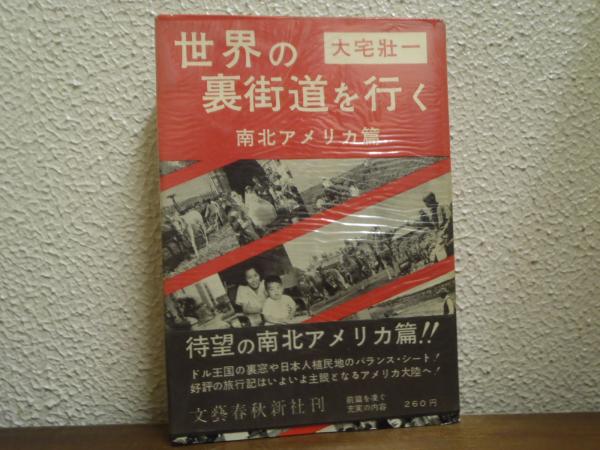 世界の
大宅壯一
裏街道を行く
南北アメリカ篇
待望の南北アメリカ篇!!
ドル王国の裏窓や日本人植民地のバランス・シート!
好評の旅行記はいよいよ主眼となるアメリカ大陸へ!
文藝春秋新社刊
前篇を凌ぐ
充実の内容
260円